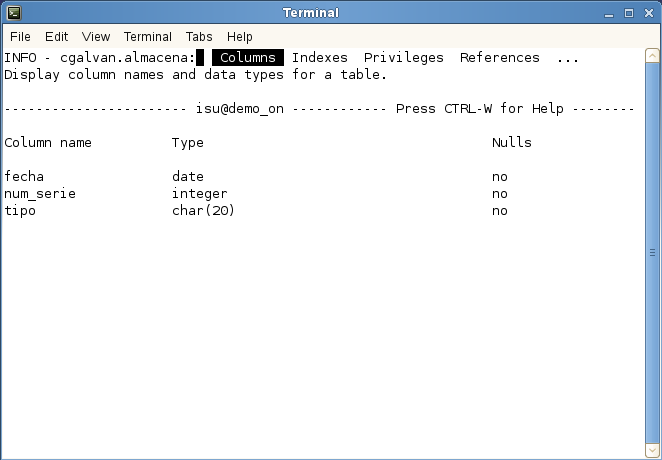 Terminal
File Edit View Terminal Tabs Help
INFO - cgalvan.almacena: Columns Indexes Privileges References ...
Display column names and data types for a table.
----------------------- isu@demo_on ------------ Press CTRL-W for Help --------
Column name Type Nulls
fecha date no
num_serie integer no
tipo char(20) no